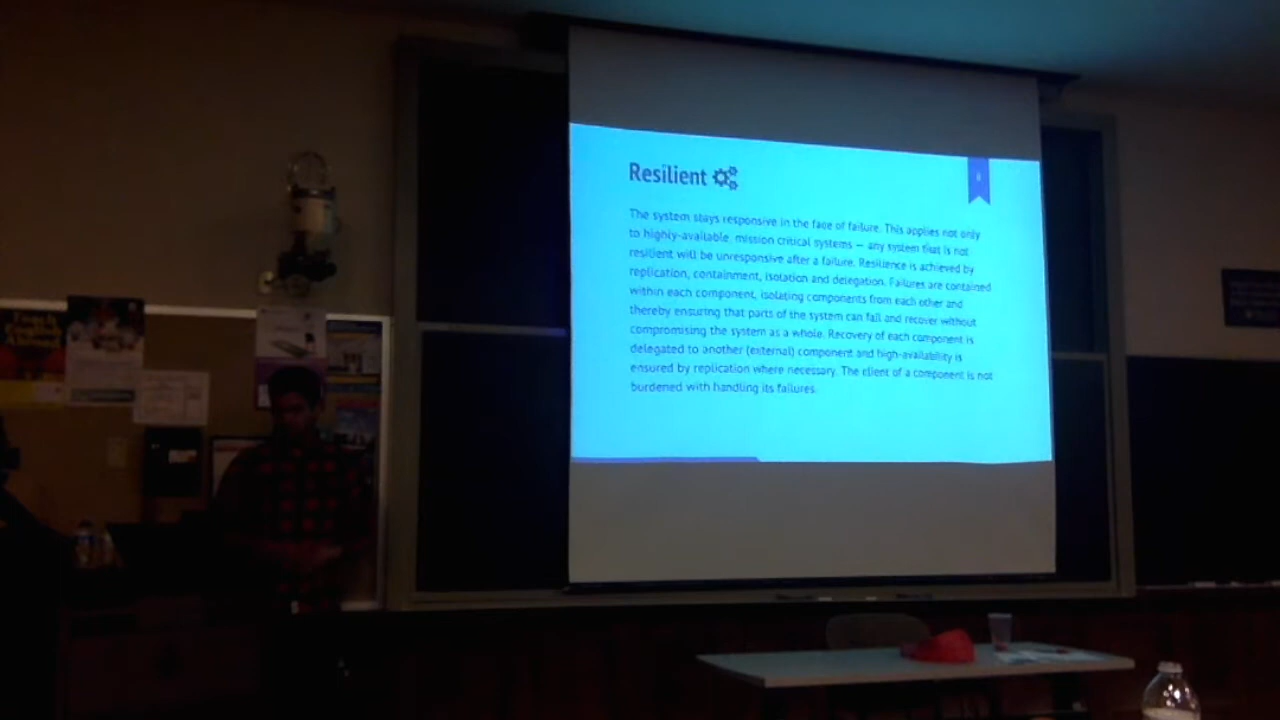 Resilient
The system stays responsive in the face of failure. This applies not only
to highly-available, mission critical systems — any system that is not
resilient will be unresponsive after a failure. Resilience is achieved by
replication, containment, isolation and delegation. Failures are contained
within each component, isolating components from each other and
thereby ensuring that parts of the system can fail and recover without
compromising the system as a whole. Recovery of each component is
delegated to another (external) component and high-availability is
ensured by replication where necessary. The client of a component is not
burdened with handling its failures.